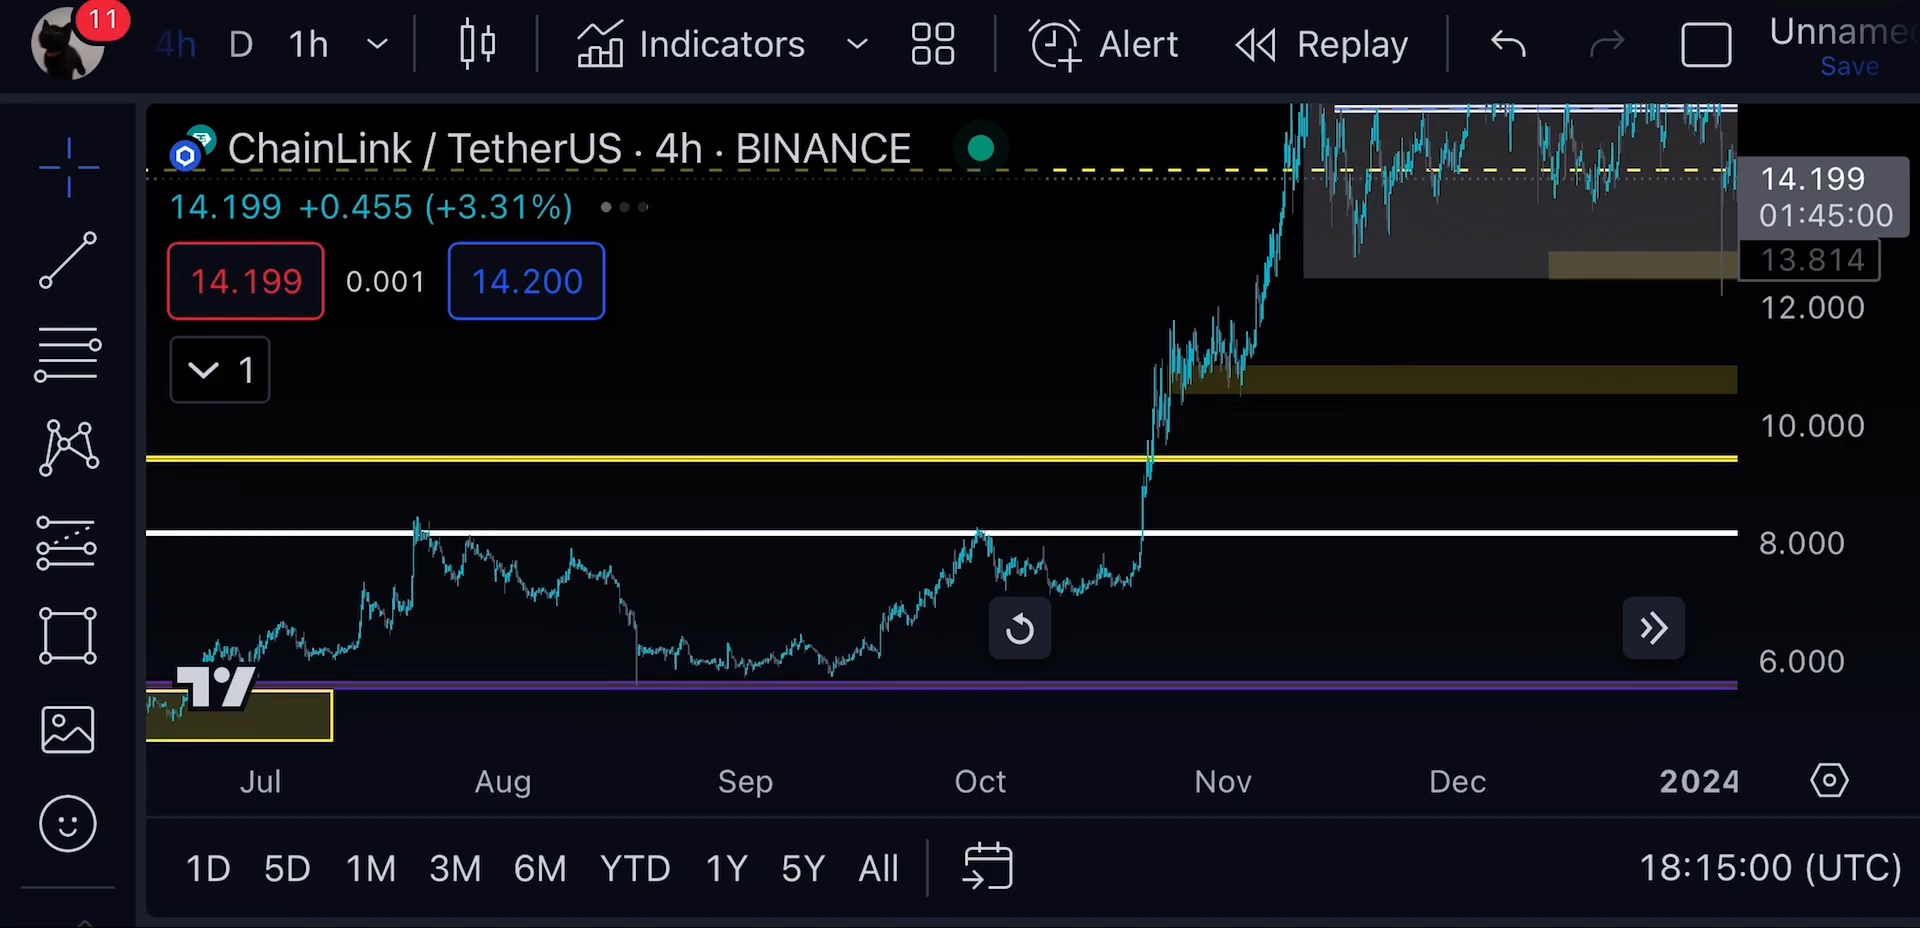 11
4h D 1h Indicators Alert Replay Unname
Save
ChainLink / TetherUS · 4h · BINANCE
14.199 +0.455 (+3.31%)
14.199 0.001 14.200
1
14.199
01:45:00
13.814
12.000
10.000
8.000
6.000
Jul Aug Sep Oct Nov Dec 2024
1D 5D 1M 3M 6M YTD 1Y 5Y All 18:15:00 (UTC)